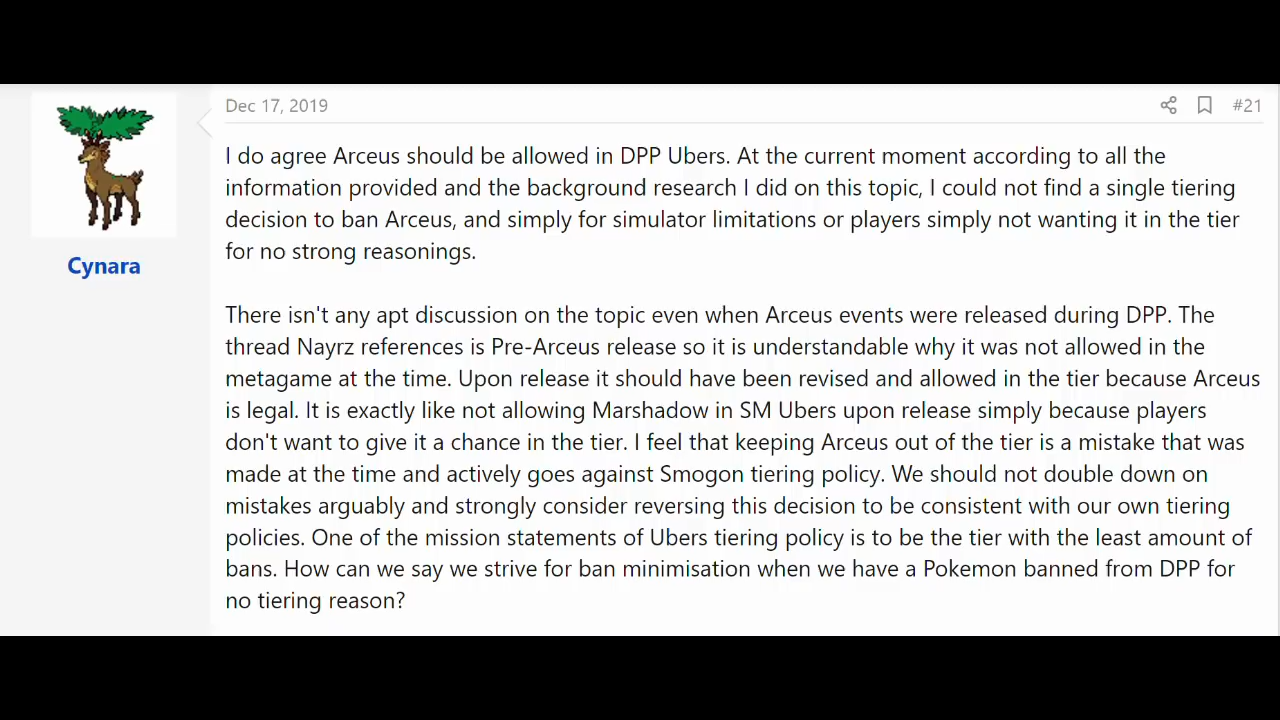 Dec 17, 2019
#21
Cynara
I do agree Arceus should be allowed in DPP Ubers. At the current moment according to all the
information provided and the background research I did on this topic, I could not find a single tiering
decision to ban Arceus, and simply for simulator limitations or players simply not wanting it in the tier
for no strong reasonings.
There isn't any apt discussion on the topic even when Arceus events were released during DPP. The
thread Nayrz references is Pre-Arceus release so it is understandable why it was not allowed in the
metagame at the time. Upon release it should have been revised and allowed in the tier because Arceus
is legal. It is exactly like not allowing Marshadow in SM Ubers upon release simply because players
don't want to give it a chance in the tier. I feel that keeping Arceus out of the tier is a mistake that was
made at the time and actively goes against Smogon tiering policy. We should not double down on
mistakes arguably and strongly consider reversing this decision to be consistent with our own tiering
policies. One of the mission statements of Ubers tiering policy is to be the tier with the least amount of
bans. How can we say we strive for ban minimisation when we have a Pokemon banned from DPP for
no tiering reason?